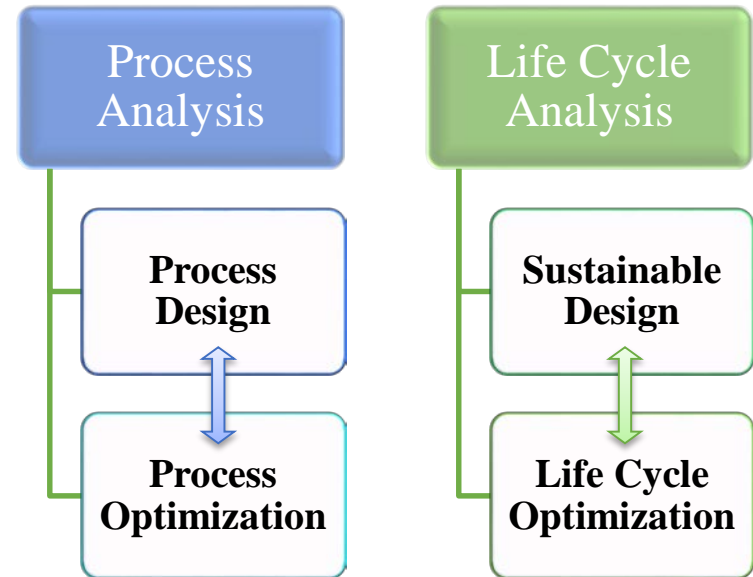 Process
Analysis
Process
Design
Process
Optimization
Life Cycle
Analysis
Sustainable
Design
Life Cycle
Optimization